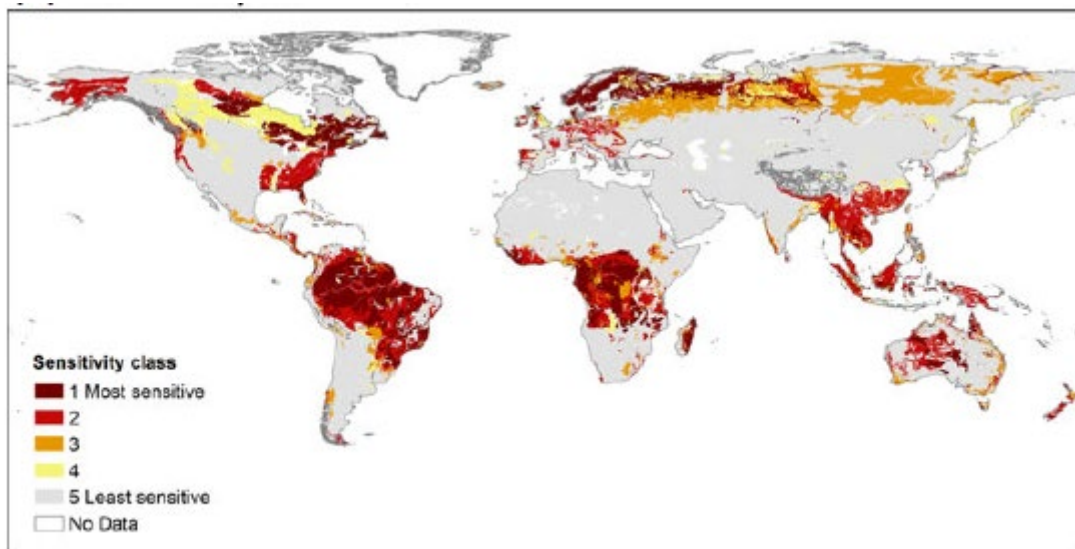 Sensitivity class
1 Most sensitive
2
3
4
5 Least sensitive
No Data